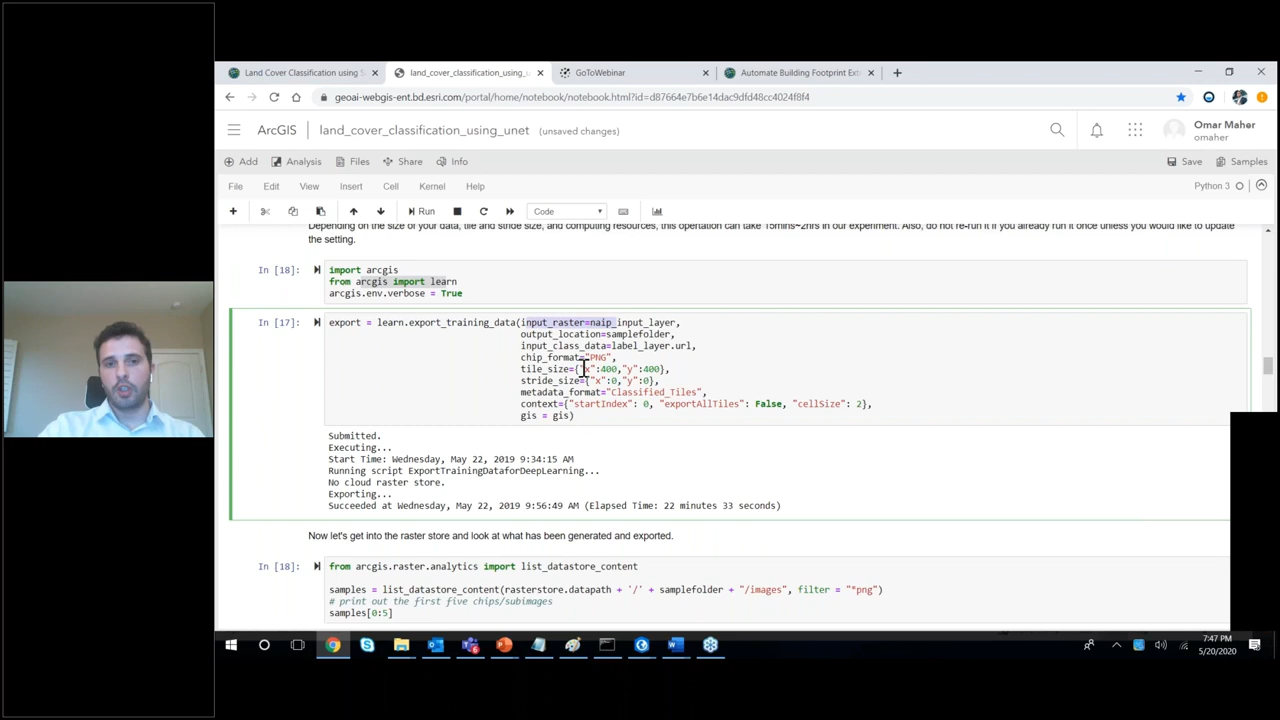 Land Cover Classification using S
land_cover_classification_using_u
GoToWebinar
Automate Building Footprint Ext
geoai-webgis-ent.bd.esri.com/portal/home/notebook/notebook.html?id=d87664e7b6e14dac9dfd48cc4024f8f4
ArcGIS
land_cover_classification_using_unet (unsaved changes)
Omar Maher
omaher
Add Analysis Files Share Info Save Samples
File Edit View Insert Cell Kernel Help Python 3
Run Code
Depending on the size of your data, tile and stride size, and computing resources, this opertation can take 15mins~2hrs in our experiment. Also, do not re-run it if you already run it once unless you would like to update
the setting.
In [18]: import arcgis
from arcgis import learn
arcgis.env.verbose = True
In [17]: export = learn.export_training_data(input_raster=naip_input_layer,
output_location=samplefolder,
input_class_data=label_layer.url,
chip_format="PNG",
tile_size={"x":400,"y":400},
stride_size={"x":0,"y":0},
metadata_format="Classified_Tiles",
context={"startIndex": 0, "exportAllTiles": False, "cellSize": 2},
gis = gis)
Submitted.
Executing...
Start Time: Wednesday, May 22, 2019 9:34:15 AM
Running script ExportTrainingDataforDeepLearning...
No cloud raster store.
Exporting...
Succeeded at Wednesday, May 22, 2019 9:56:49 AM (Elapsed Time: 22 minutes 33 seconds)
Now let's get into the raster store and look at what has been generated and exported.
In [18]: from arcgis.raster.analytics import list_datastore_content
samples = list_datastore_content(rasterstore.datapath + '/' + samplefolder + "/images", filter = "*png")
# print out the first five chips/subimages
samples[0:5]
7:47 PM
5/20/2020